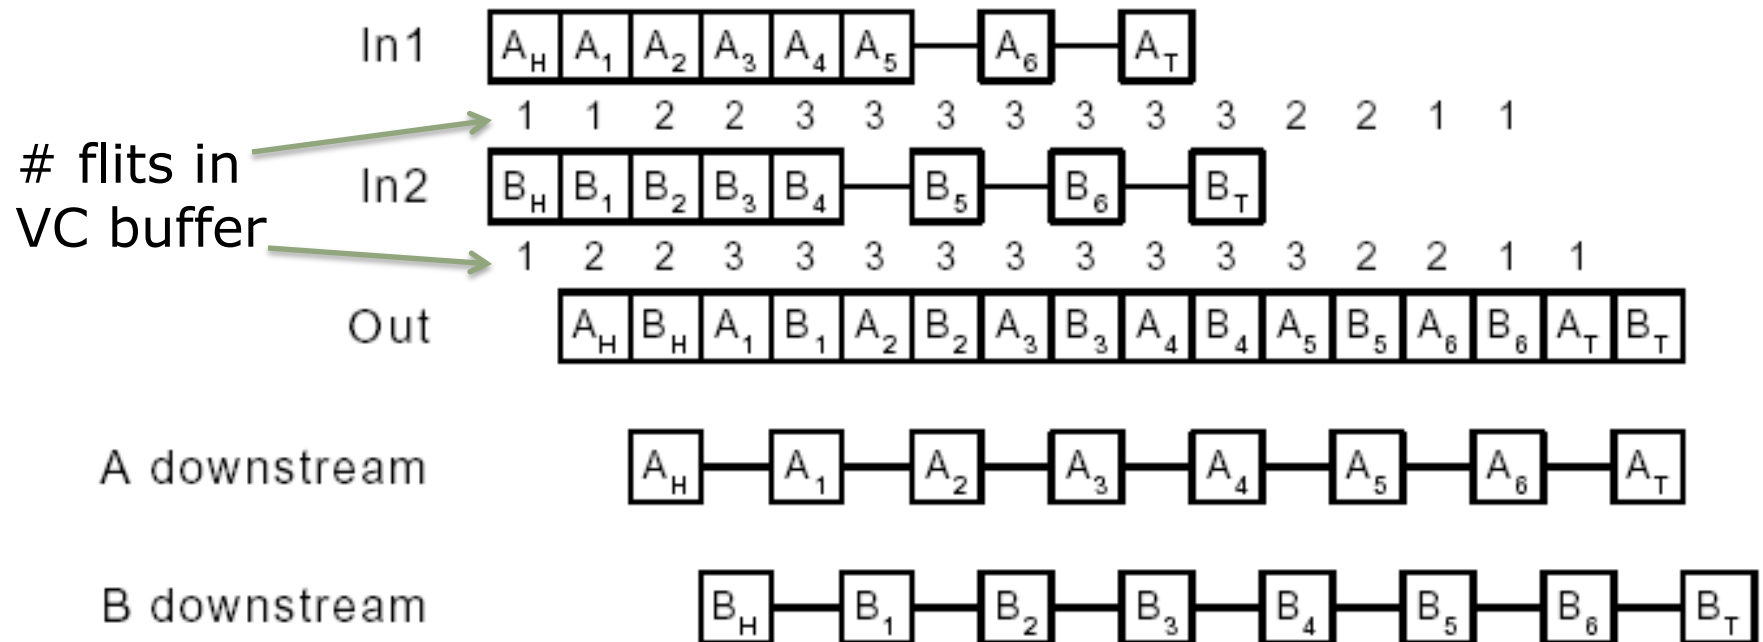 In1 A_H A_1 A_2 A_3 A_4 A_5 A_6 A_T
1 1 2 2 3 3 3 3 3 3 3 2 2 1 1
# flits in
VC buffer
In2 B_H B_1 B_2 B_3 B_4 B_5 B_6 B_T
1 2 2 3 3 3 3 3 3 3 3 3 2 2 1 1
Out A_H B_H A_1 B_1 A_2 B_2 A_3 B_3 A_4 B_4 A_5 B_5 A_6 B_6 A_T B_T
A downstream A_H A_1 A_2 A_3 A_4 A_5 A_6 A_T
B downstream B_H B_1 B_2 B_3 B_4 B_5 B_6 B_T